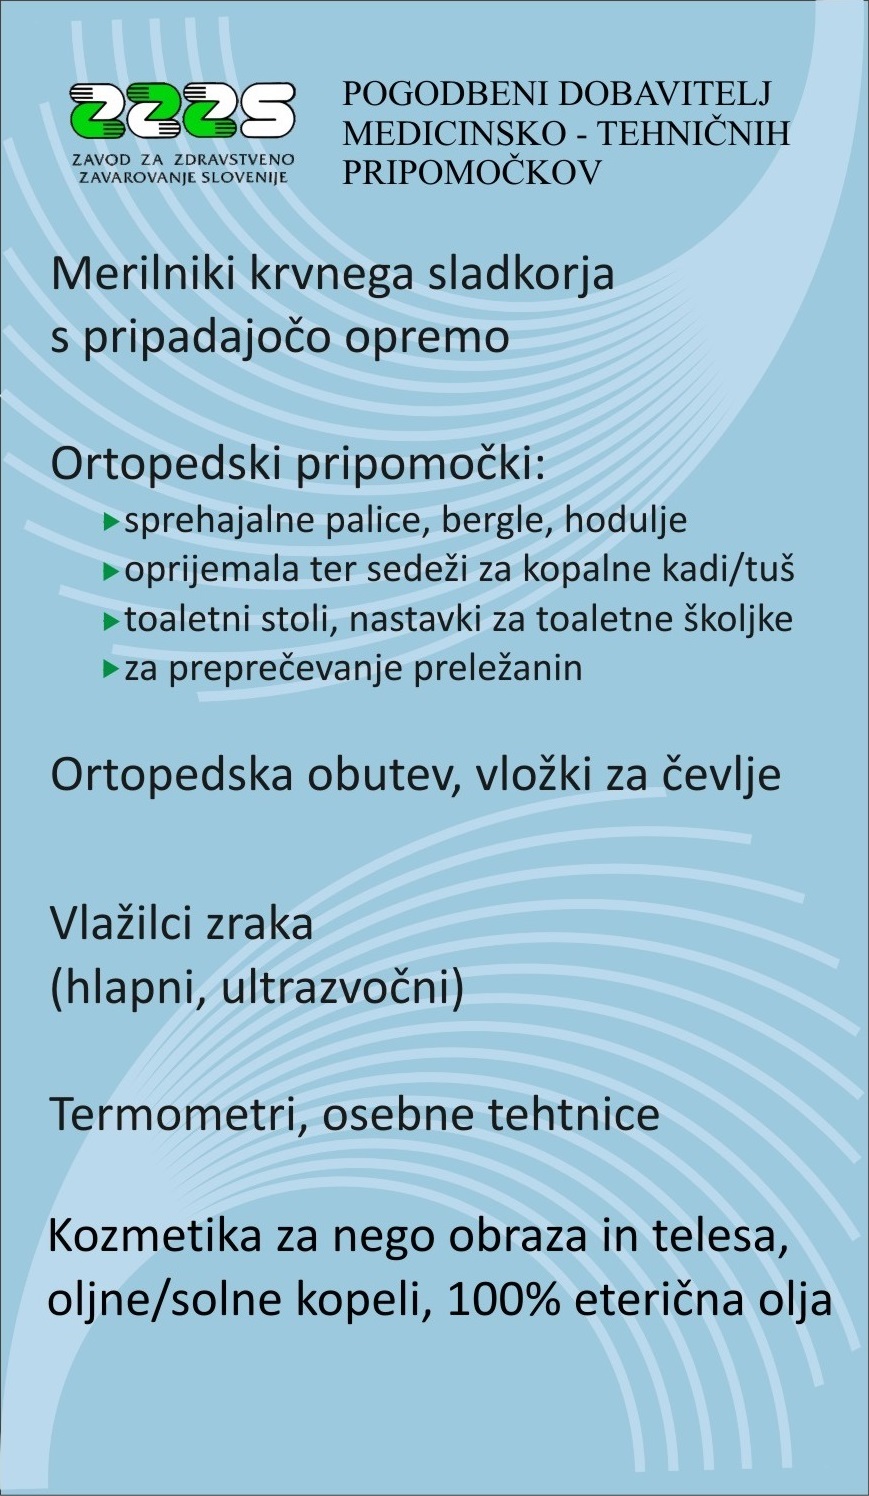 ZZZS
ZAVOD ZA ZDRAVSTVENO
ZAVAROVANJE SLOVENIJE
POGODBENI DOBAVITELJ
MEDICINSKO - TEHNIČNIH
PRIPOMOČKOV
Merilniki krvnega sladkorja
s pripadajočo opremo
Ortopedski pripomočki:
sprehajalne palice, bergle, hodulje
oprijemala ter sedeži za kopalne kadi/tuš
toaletni stoli, nastavki za toaletne školjke
za preprečevanje preležanin
Ortopedska obutev, vložki za čevlje
Vlažilci zraka
(hlapni, ultrazvočni)
Termometri, osebne tehtnice
Kozmetika za nego obraza in telesa,
oljne/solne kopeli, 100% eterična olja